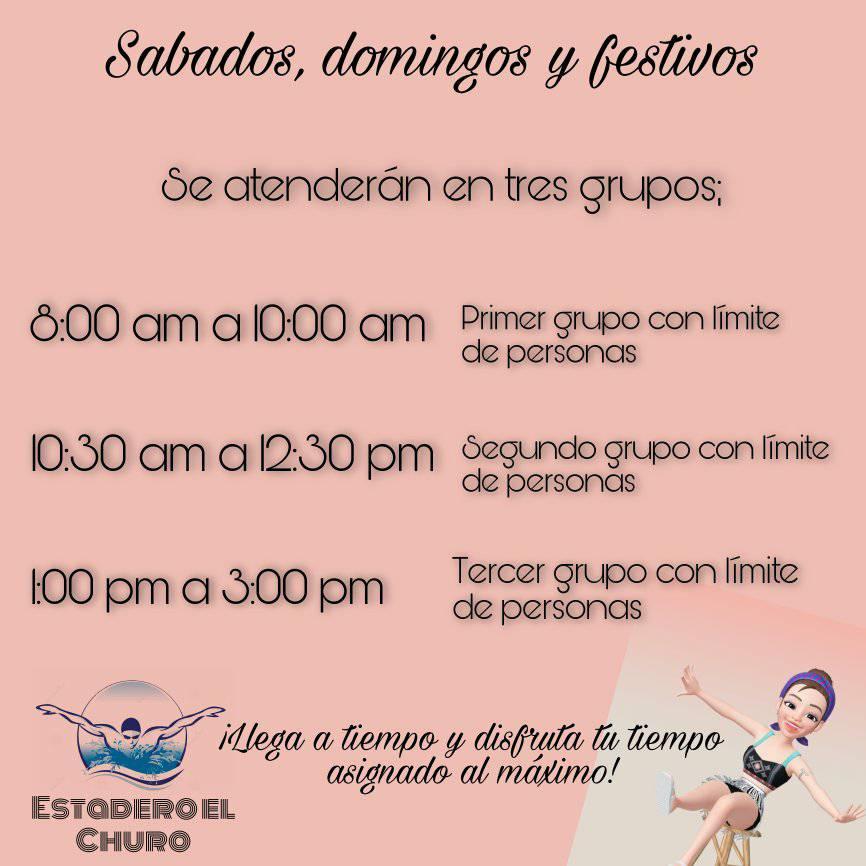 Sabados, domingos y festivos
Se atenderán en tres grupos;
8:00 am a 10:00 am
Primer grupo con límite
de personas
10:30 am a 12:30 pm
Segundo grupo con límite
de personas
1:00 pm a 3:00 pm
Tercer grupo con límite
de personas
¡Llega a tiempo y disfruta tu tiempo
asignado al máximo!
Estadero el
Churo